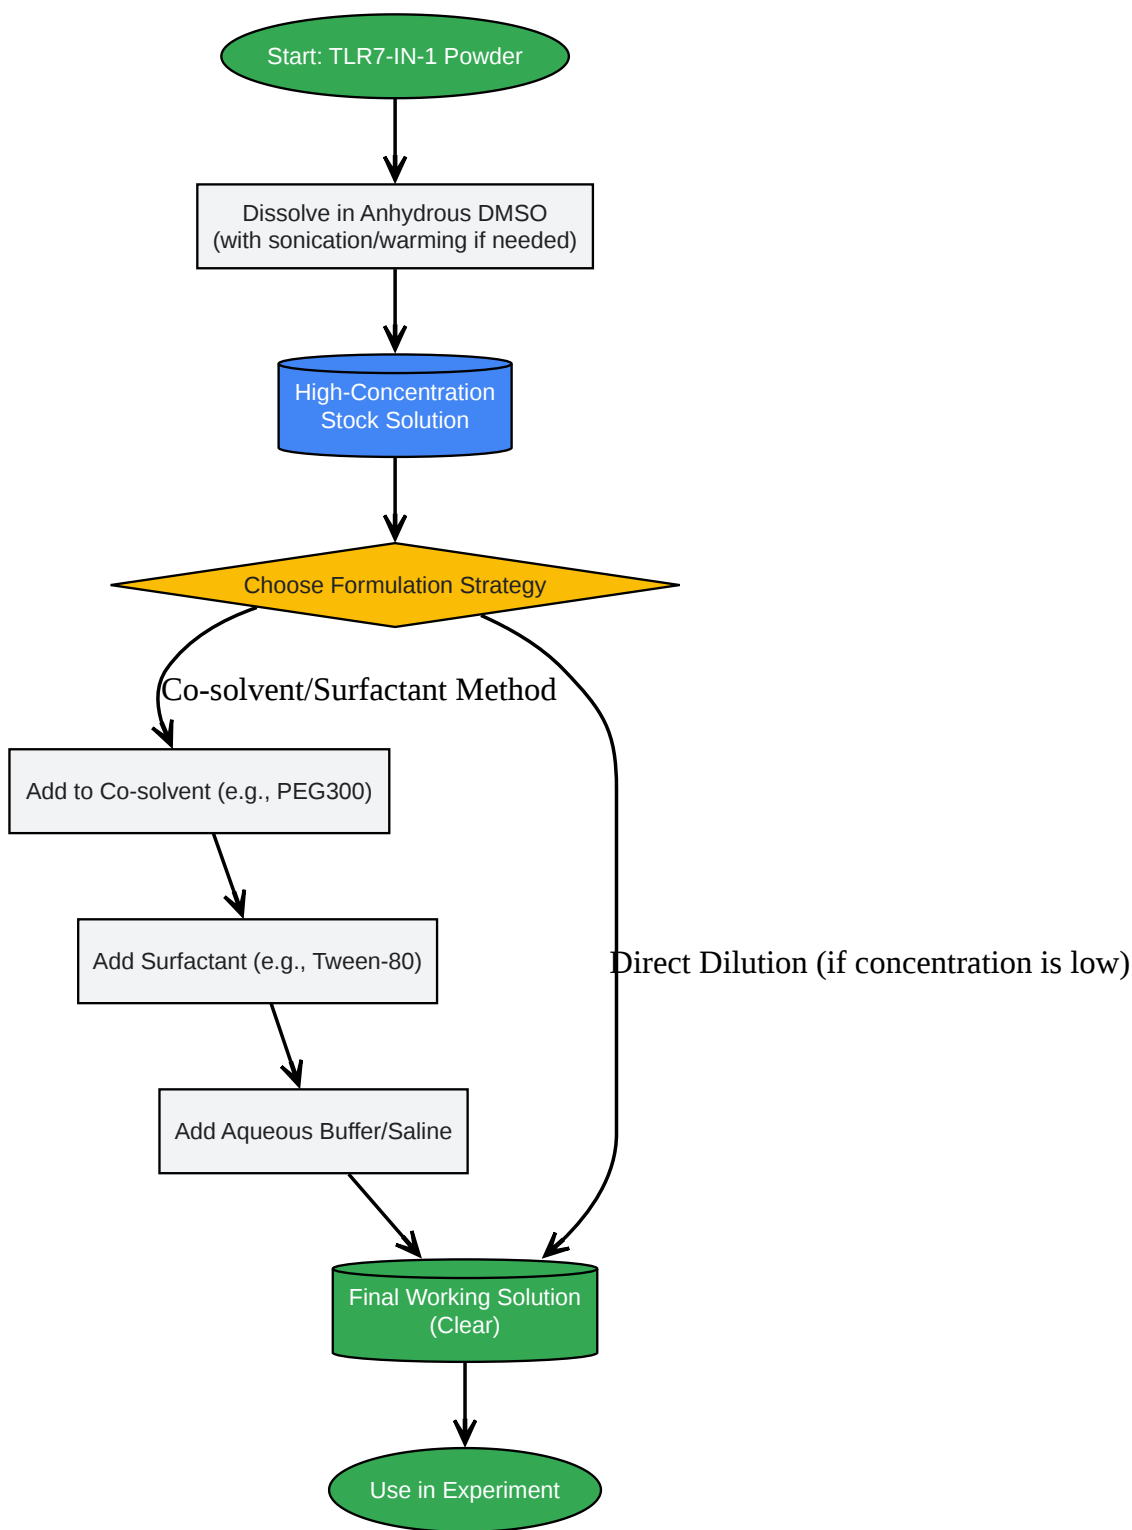 Start: TLR7-IN-1 Powder
Dissolve in Anhydrous DMSO
(with sonication/warming if needed)
High-Concentration
Stock Solution
Choose Formulation Strategy
Co-solvent/Surfactant Method
Add to Co-solvent (e.g., PEG300)
Add Surfactant (e.g., Tween-80)
Direct Dilution (if concentration is low)
Add Aqueous Buffer/Saline
Final Working Solution
(Clear)
Use in Experiment